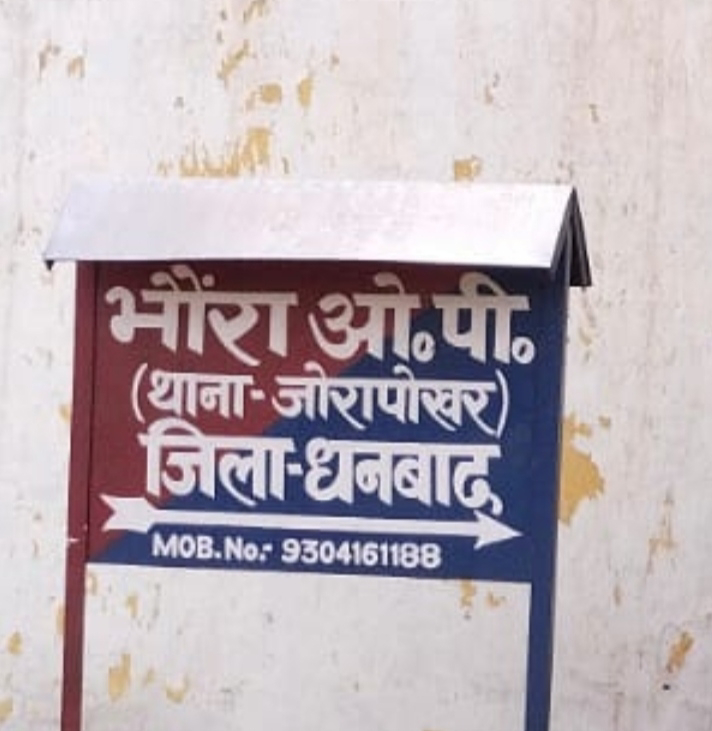 भौंरा ओ॰पी॰
(थाना-जोरापोखर)
जिला-धनबाद
MOB.No:- 9304161188